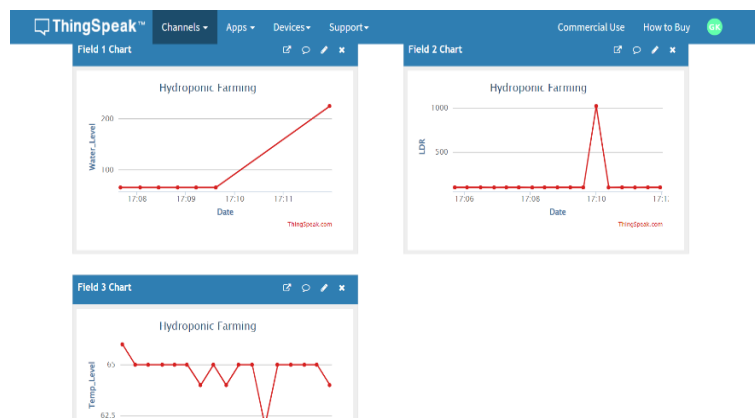 ThingSpeak™ Channels Apps Devices Support Commercial Use How to Buy GK
Field 1 Chart
Hydroponic Farming
200
100
Water_Level
17:08 17:09 17:10 17:11
Date
ThingSpeak.com
Field 2 Chart
Hydroponic Farming
1000
500
LDR
17:06 17:08 17:10
Date
ThingSpeak.com
Field 3 Chart
Hydroponic Farming
65
62.5
Temp_Level